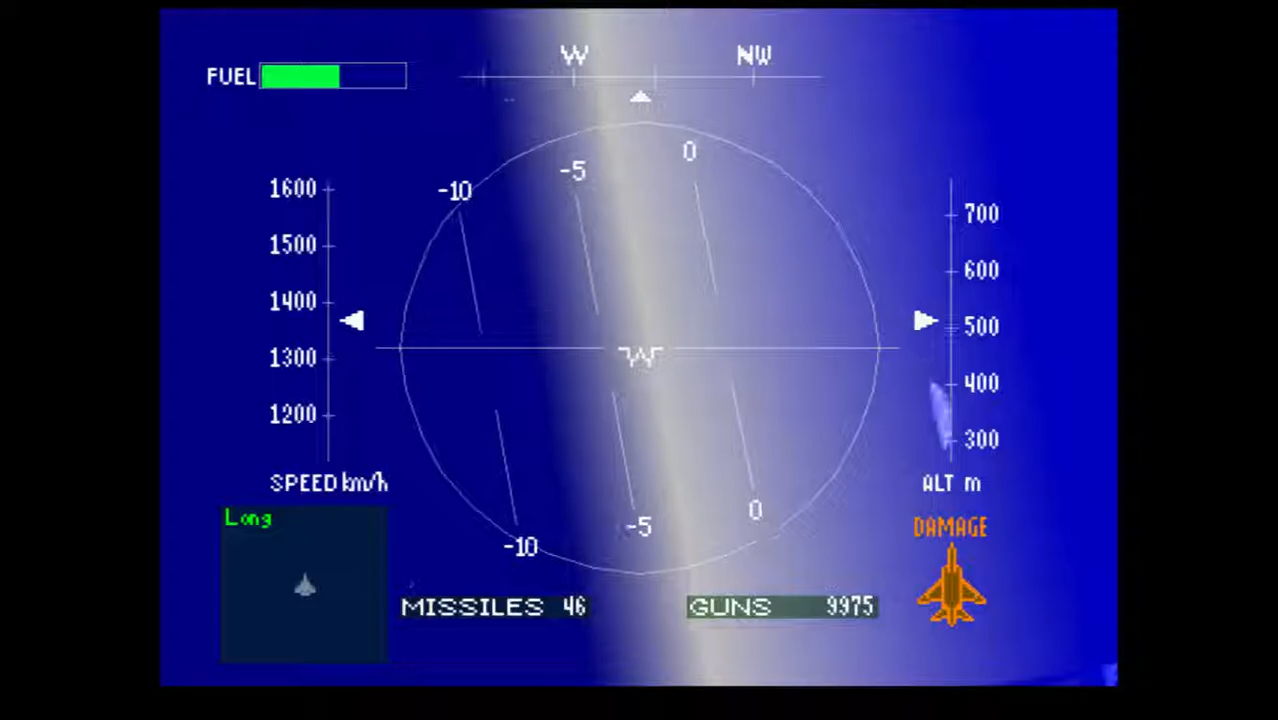 W NW
FUEL
0
-5
-10
1600
1500
1400
1300
1200
700
600
500
400
300
SPEED km/h
ALT m
Long
0
-5
-10
DAMAGE
MISSILES 46
GUNS 9975